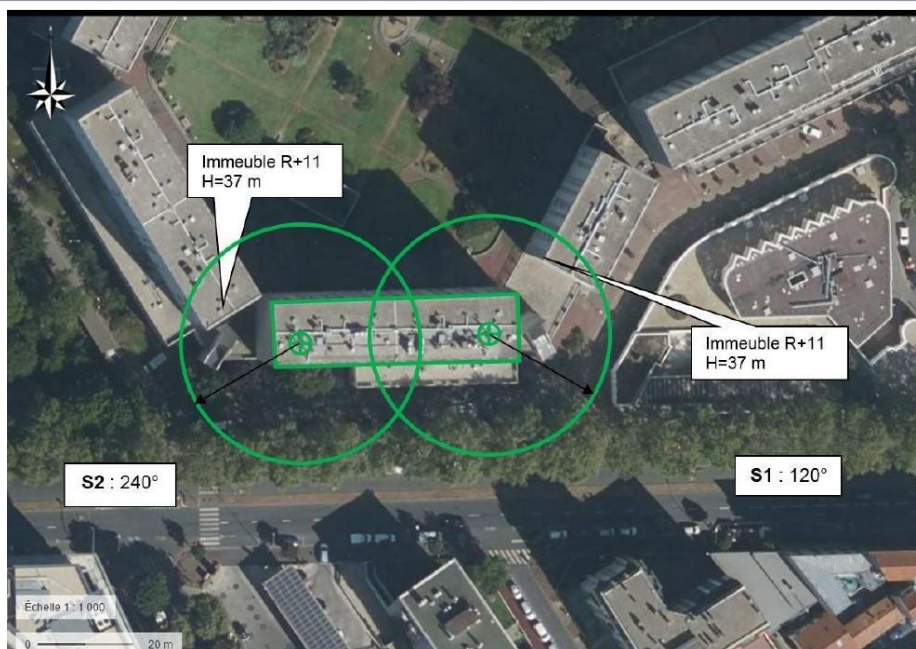 Immeuble R+11
H=37 m
Immeuble R+11
H=37 m
S2 : 240°
S1 : 120°
Échelle 1 : 1 000
0 20 m